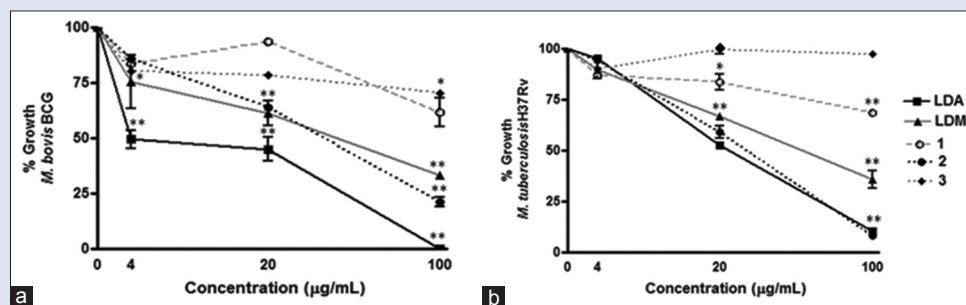 100
75
50
25
0
% Growth
M. bovis BCG
* ** ** ** * ** ** **
0 4 20 100
Concentration (µg/mL)
a
100
75
50
25
0
% Growth
M. tuberculosis H37Rv
* ** ** ** **
0 4 20 100
Concentration (µg/mL)
b
LDA
LDM
1
2
3